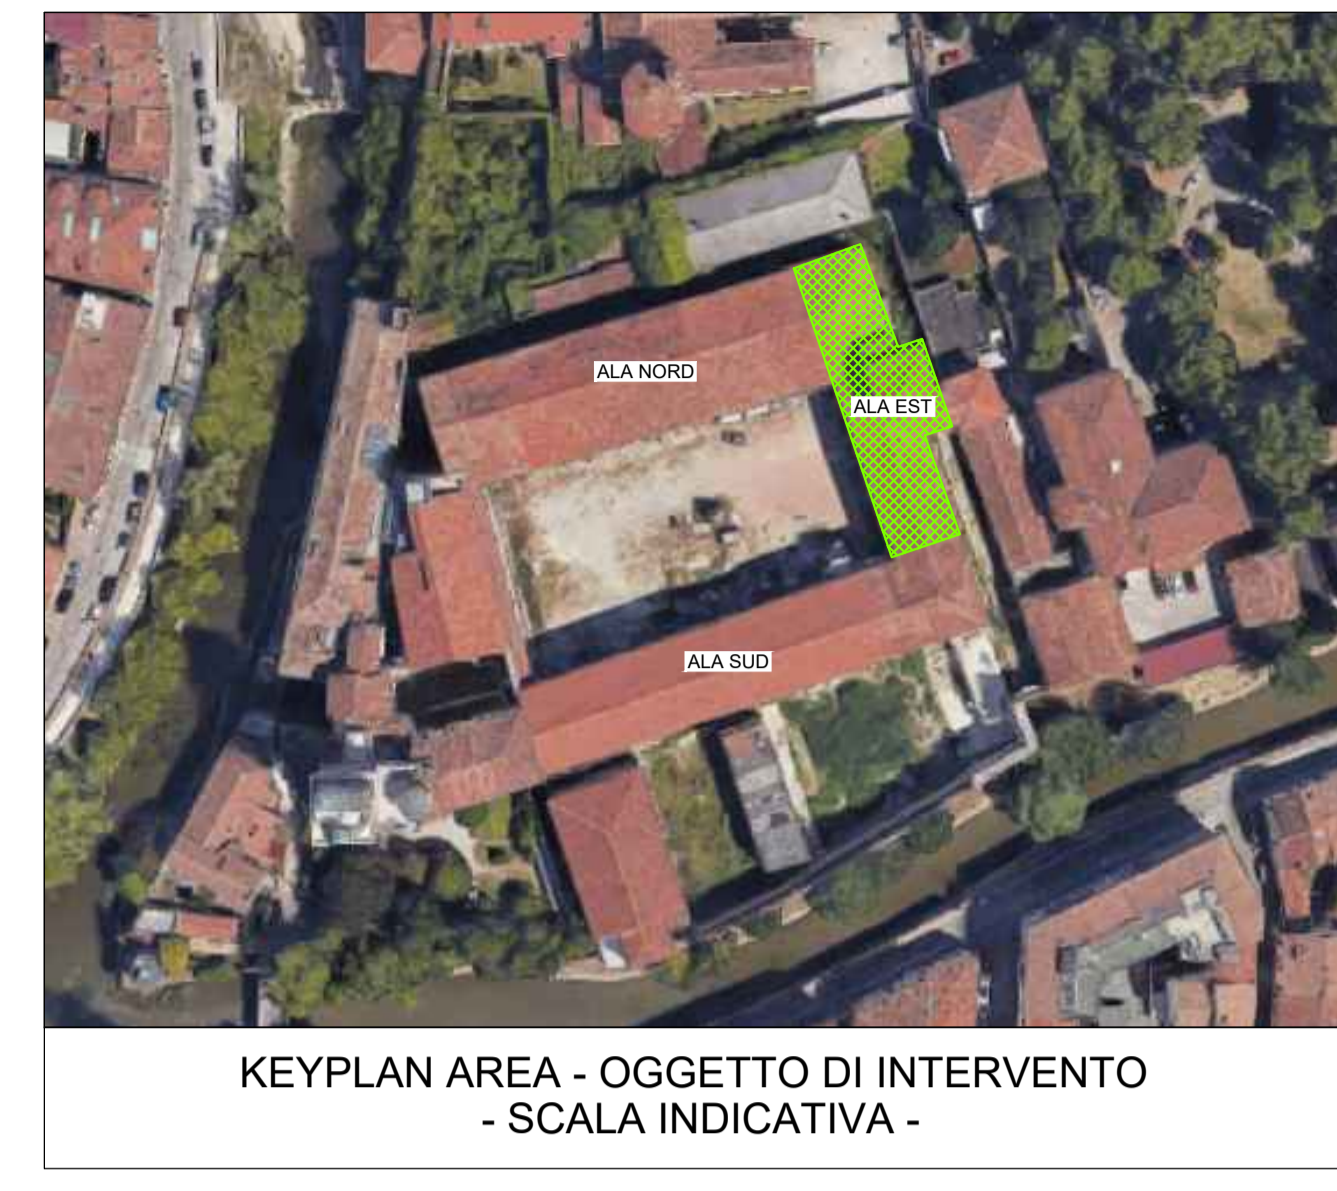 ALA NORD
ALA EST
ALA SUD
KEYPLAN AREA - OGGETTO DI INTERVENTO
- SCALA INDICATIVA -